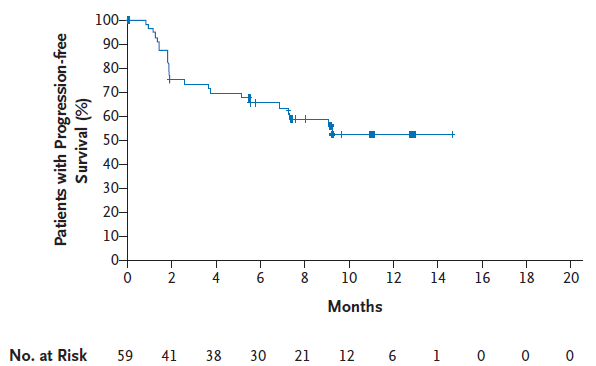 Patients with Progression-free
Survival (%)
100
90
80
70
60
50
40
30
20
10
0
0 2 4 6 8 10 12 14 16 18 20
Months
No. at Risk 59 41 38 30 21 12 6 1 0 0 0